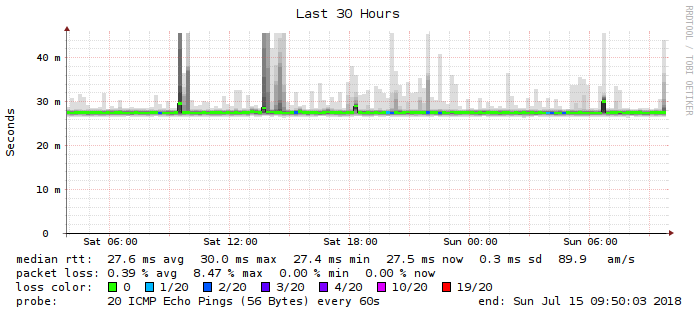 Last 30 Hours
RRDTOOL / TOBI OETIKER
Seconds
40 m
30 m
20 m
10 m
0
Sat 06:00 Sat 12:00 Sat 18:00 Sun 00:00 Sun 06:00
median rtt: 27.6 ms avg 30.0 ms max 27.4 ms min 27.5 ms now 0.3 ms sd 89.9 am/s
packet loss: 0.39 % avg 8.47 % max 0.00 % min 0.00 % now
loss color: 0 1/20 2/20 3/20 4/20 10/20 19/20
probe: 20 ICMP Echo Pings (56 Bytes) every 60s end: Sun Jul 15 09:50:03 2018